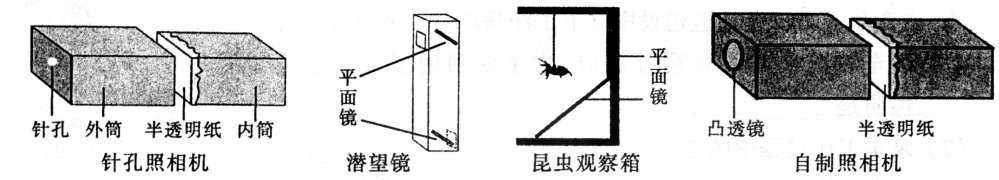 针孔 外筒 半透明纸 内筒
针孔照相机
平面镜
潜望镜
平面镜
昆虫观察箱
凸透镜 半透明纸
自制照相机